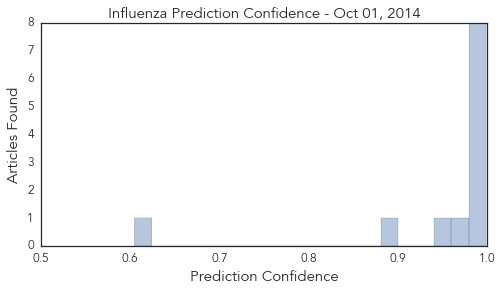 Influenza Prediction Confidence - Oct 01, 2014
8
7
6
5
4
3
2
1
0
Articles Found
0.5 0.6 0.7 0.8 0.9 1.0
Prediction Confidence